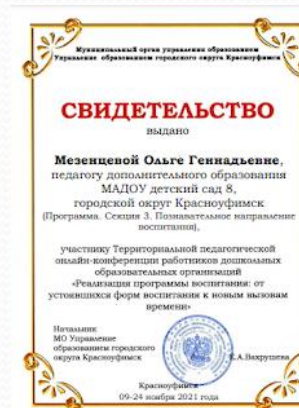 Муниципальный орган управления образованием
Управление образованием городского округа Красноуфимск
СВИДЕТЕЛЬСТВО
выдано
Мезенцевой Ольге Геннадьевне,
педагогу дополнительного образования
МАДОУ детский сад 8,
городской округ Красноуфимск
(Программа. Секция 3. Познавательное направление
воспитания),
участнику Территориальной педагогической
онлайн-конференции работников дошкольных
образовательных организаций
«Реализация программы воспитания: от
устоявшихся форм воспитания к новым вызовам
времени»
Начальник
МО Управление
образованием городского
округа Красноуфимск
Е.А.Вахрушева
Красноуфимск
09-24 ноября 2021 года